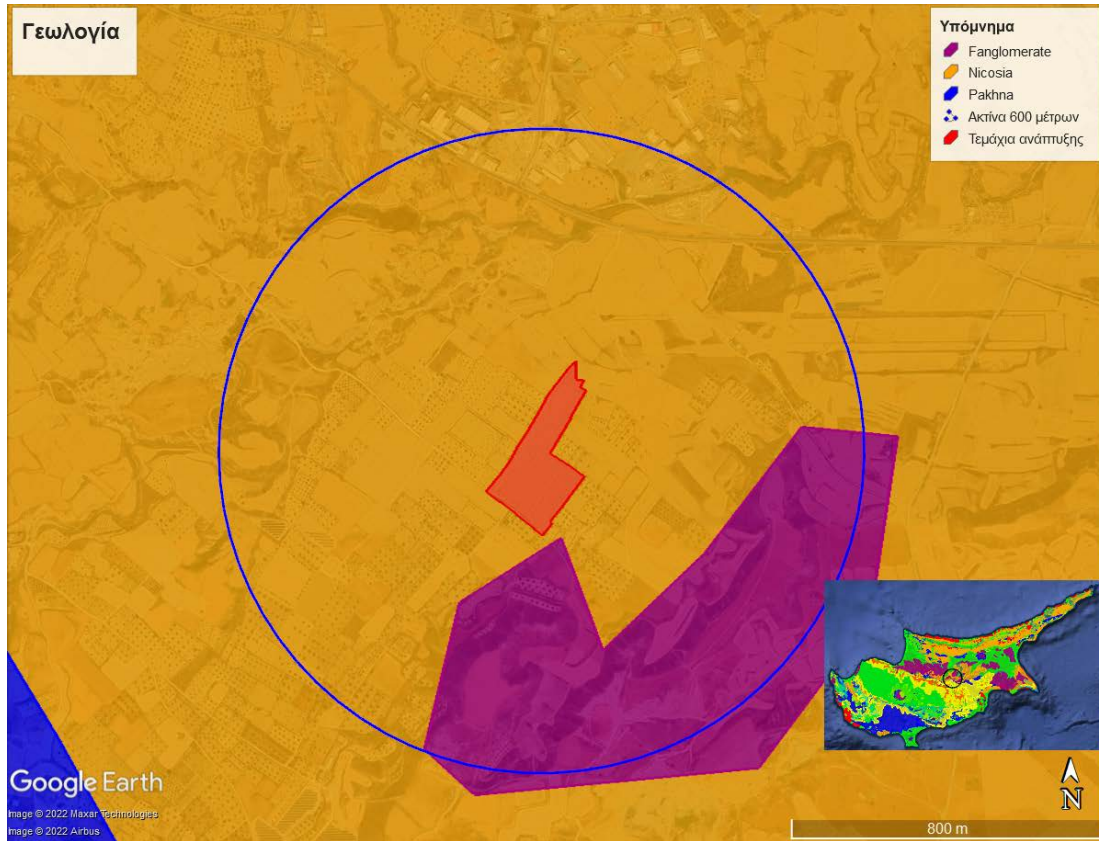 Γεωλογία
Υπόμνημα
Fanglomerate
Nicosia
Pakhna
Ακτίνα 600 μέτρων
Τεμάχια ανάπτυξης
Google Earth
Image © 2022 Maxar Technologies
Image © 2022 Airbus
N
800 m